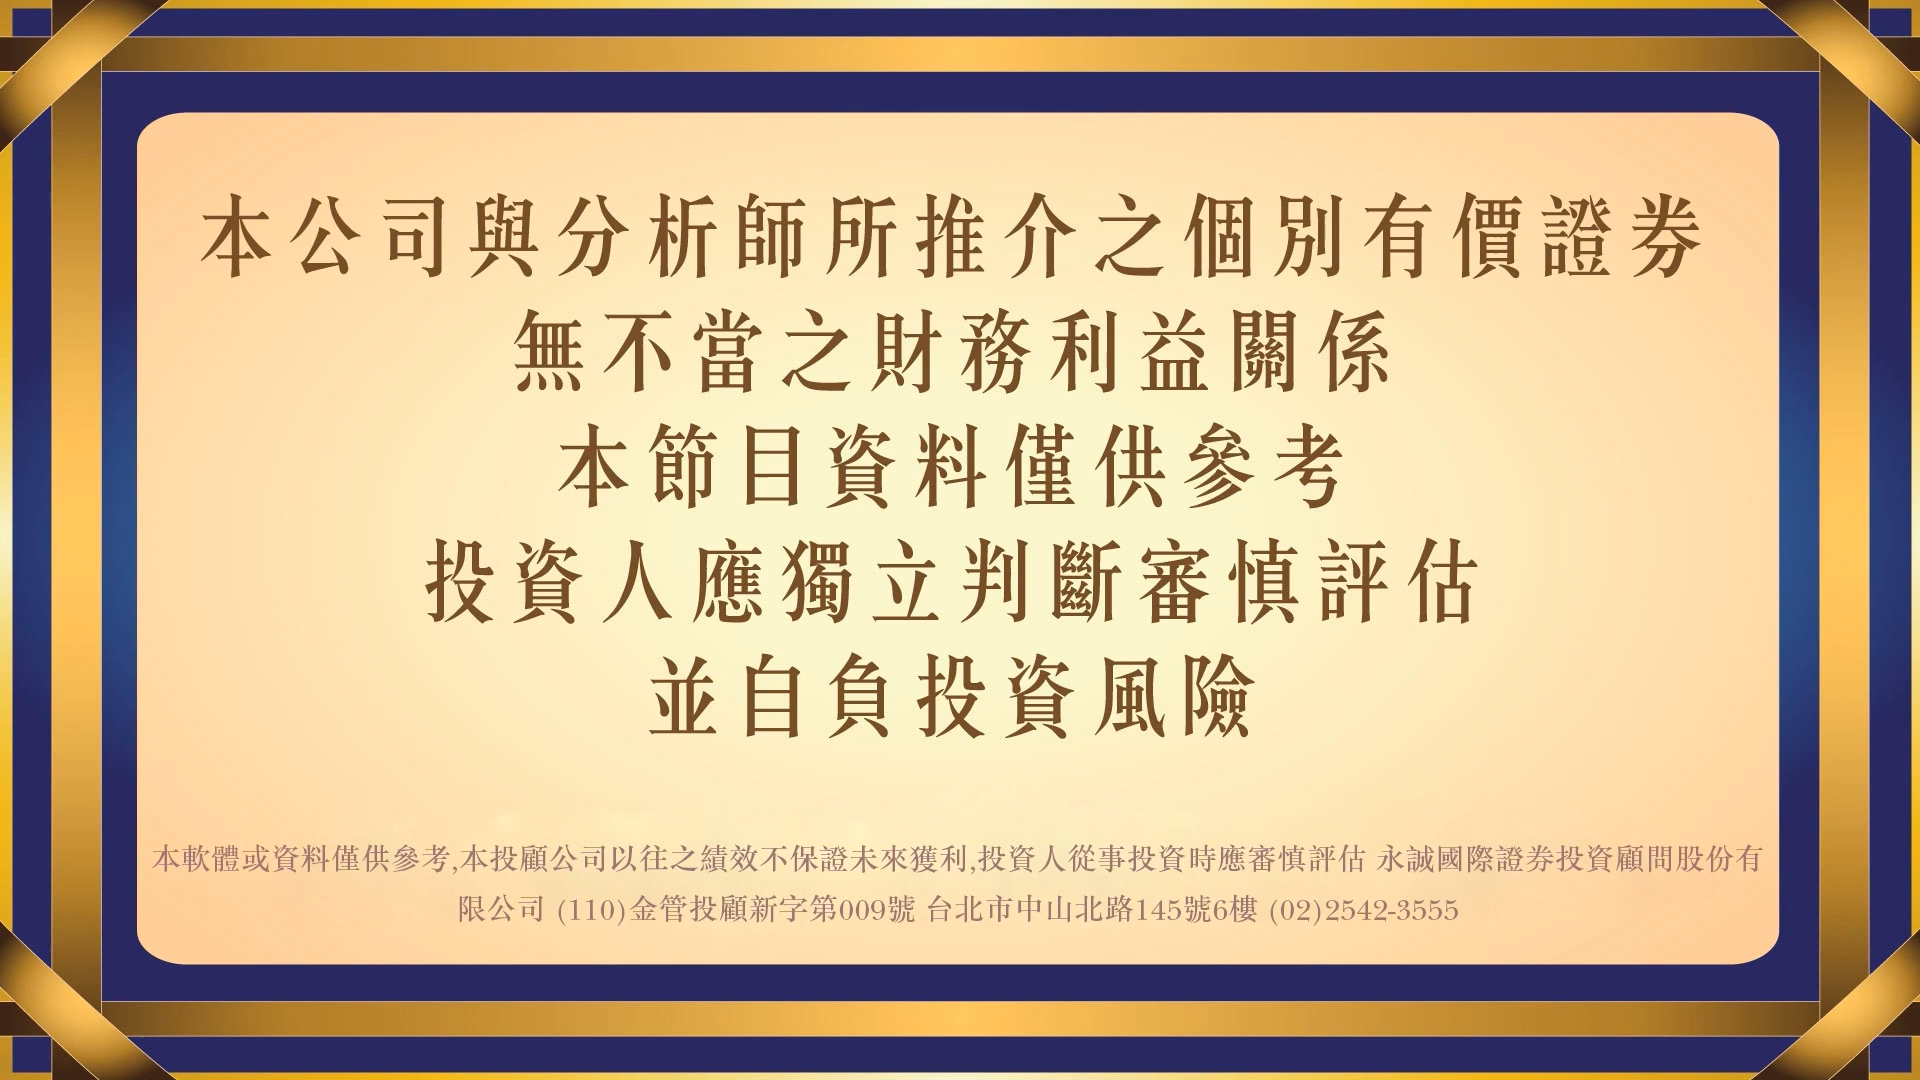 本公司與分析師所推介之個別有價證券
無不當之財務利益關係
本節目資料僅供參考
投資人應獨立判斷審慎評估
並自負投資風險
本軟體或資料僅供參考,本投顧公司以往之績效不保證未來獲利,投資人從事投資時應審慎評估 永誠國際證券投資顧問股份有
限公司 (110)金管投顧新字第009號 台北市中山北路145號6樓 (02)2542-3555